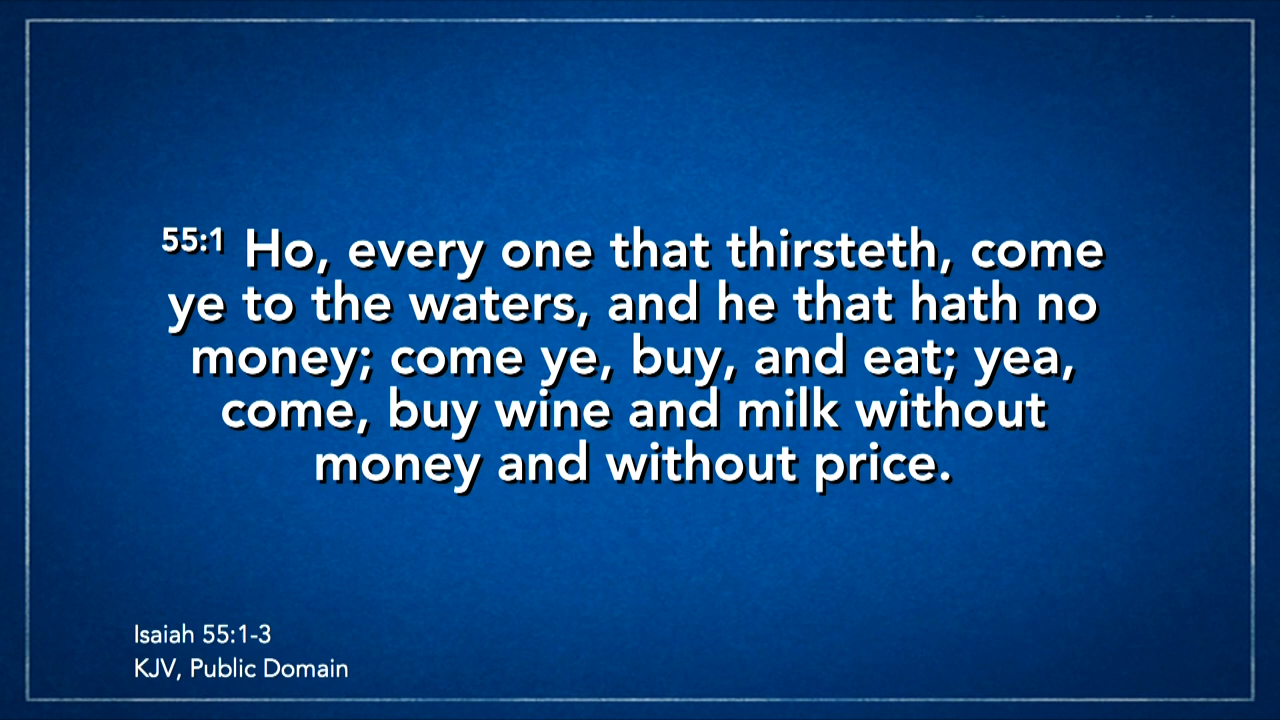 55:1 Ho, every one that thirsteth, come
ye to the waters, and he that hath no
money; come ye, buy, and eat; yea,
come, buy wine and milk without
money and without price.
Isaiah 55:1-3
KJV, Public Domain